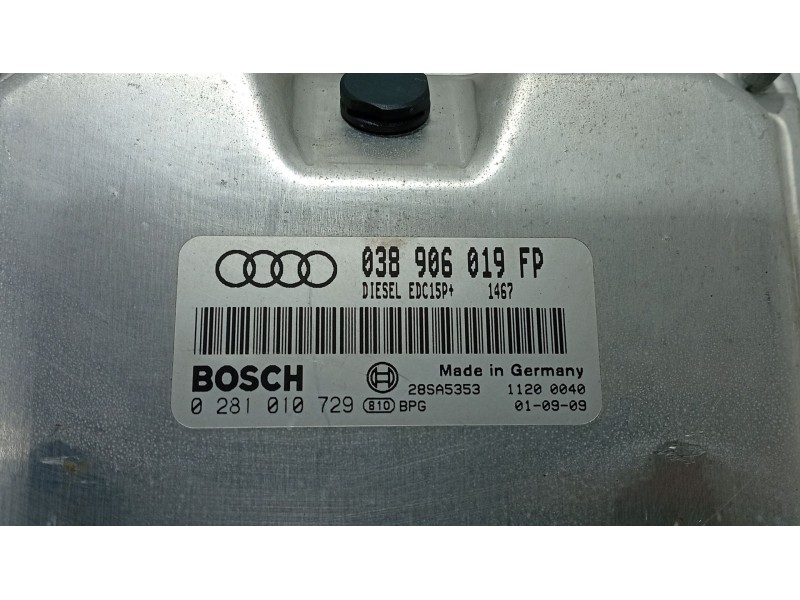 038 906 019 FP
DIESEL EDC15P+ 1467
BOSCH Made in Germany
28SA5353 1120 0040
0 281 010 729 810 BPG 01-09-09